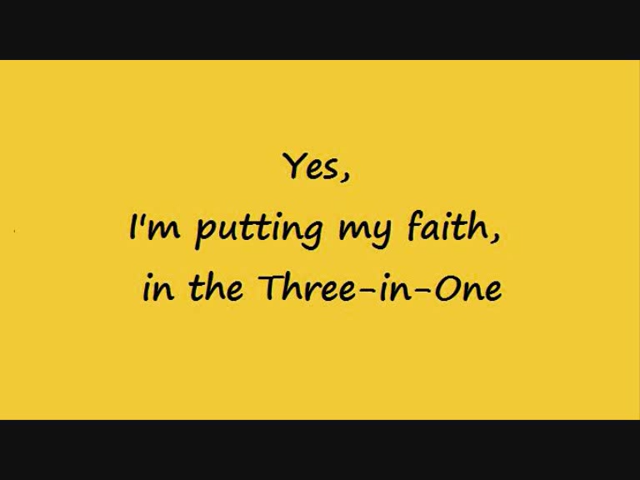 Yes,
I'm putting my faith,
in the Three-in-One